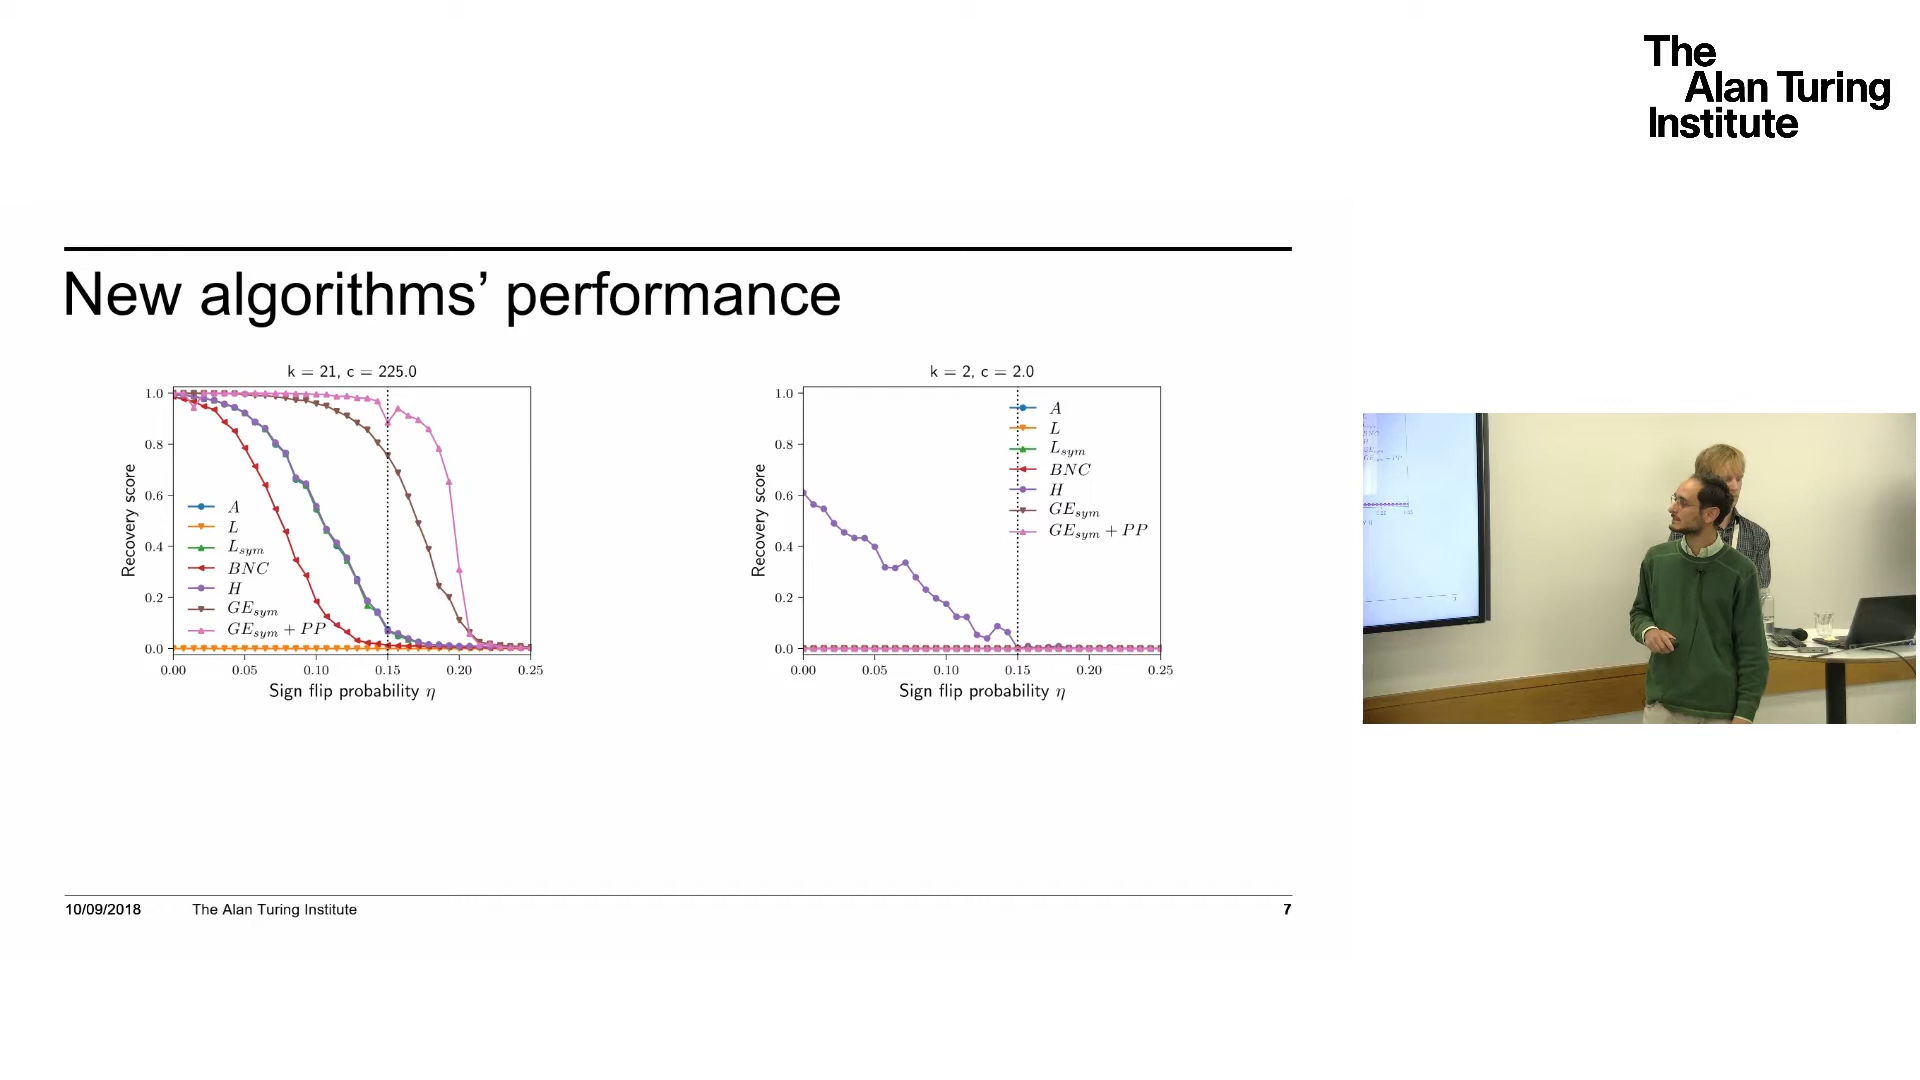 The
Alan Turing
Institute
New algorithms’ performance
k = 21, c = 225.0
1.0
0.8
0.6
0.4
0.2
0.0
Recovery score
A
L
L_sym
BNC
H
GE_sym
GE_sym + PP
0.00 0.05 0.10 0.15 0.20 0.25
Sign flip probability η
k = 2, c = 2.0
1.0
0.8
0.6
0.4
0.2
0.0
Recovery score
A
L
L_sym
BNC
H
GE_sym
GE_sym + PP
0.00 0.05 0.10 0.15 0.20 0.25
Sign flip probability η
10/09/2018 The Alan Turing Institute 7